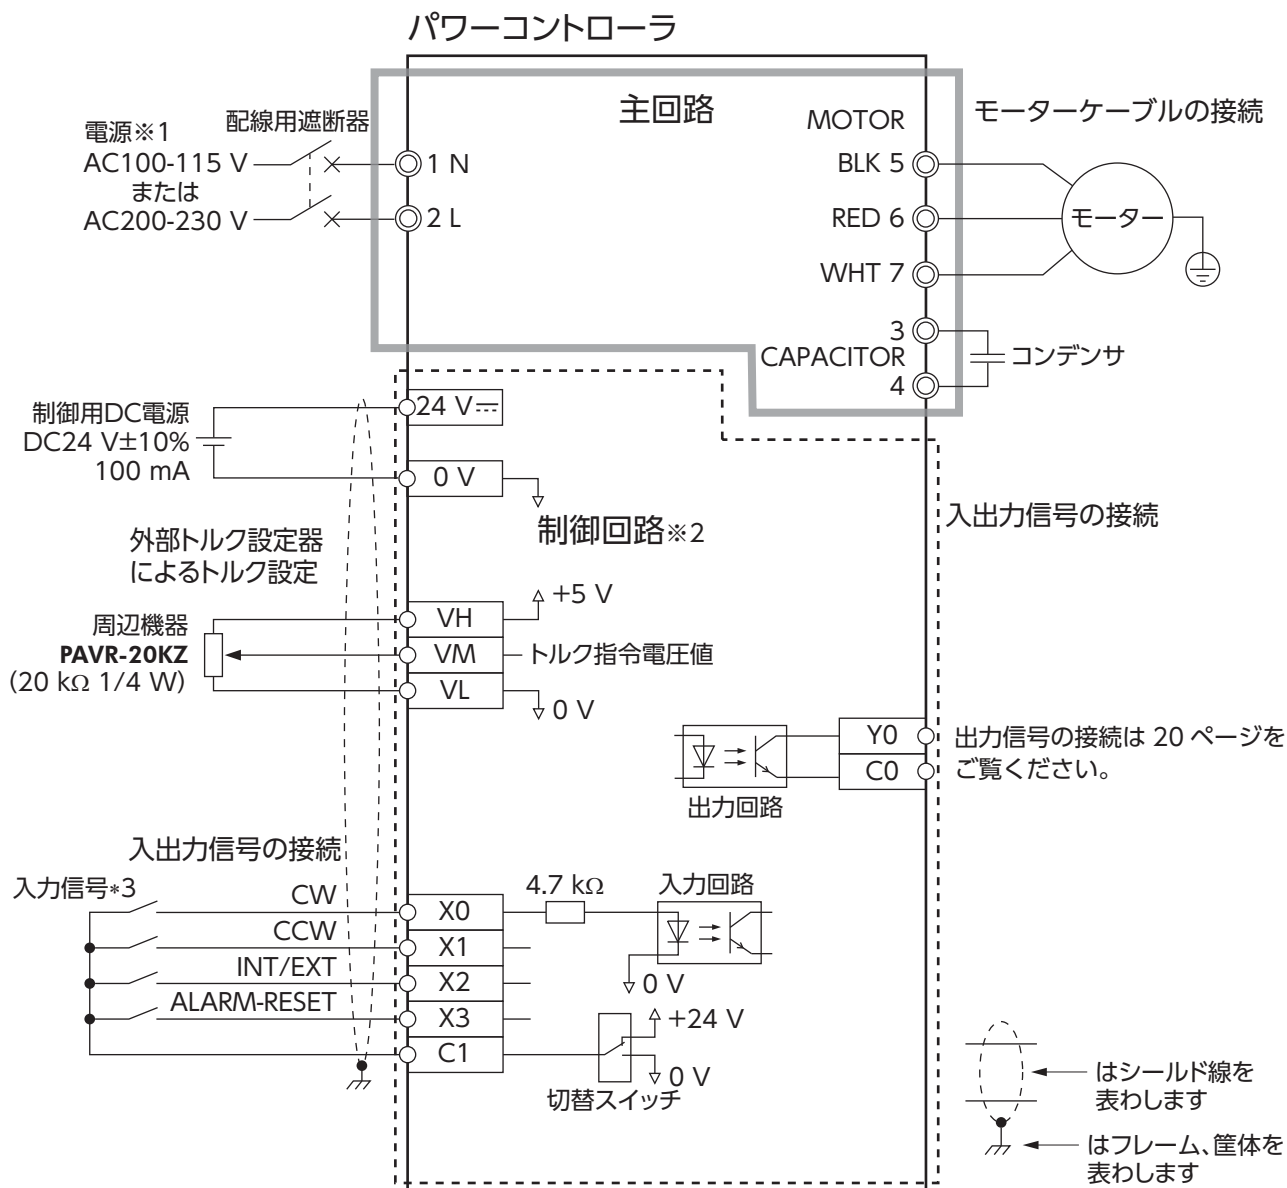 パワーコントローラ
主回路
電源※1
配線用遮断器
AC100-115 V
または
AC200-230 V
1 N
2 L
MOTOR
BLK 5
RED 6
WHT 7
3
CAPACITOR
4
モーターケーブルの接続
モーター
コンデンサ
制御用DC電源
DC24 V±10%
100 mA
24 V⎓
0 V
制御回路※2
入出力信号の接続
外部トルク設定器
によるトルク設定
周辺機器
PAVR-20KZ
(20 kΩ 1/4 W)
VH
VM
VL
+5 V
トルク指令電圧値
0 V
Y0
C0
出力回路
出力信号の接続は 20 ページを
ご覧ください。
入出力信号の接続
入力信号*3
CW
CCW
INT/EXT
ALARM-RESET
X0
X1
X2
X3
C1
4.7 kΩ
入力回路
0 V
+24 V
0 V
切替スイッチ
はシールド線を
表わします
はフレーム、筐体を
表わします